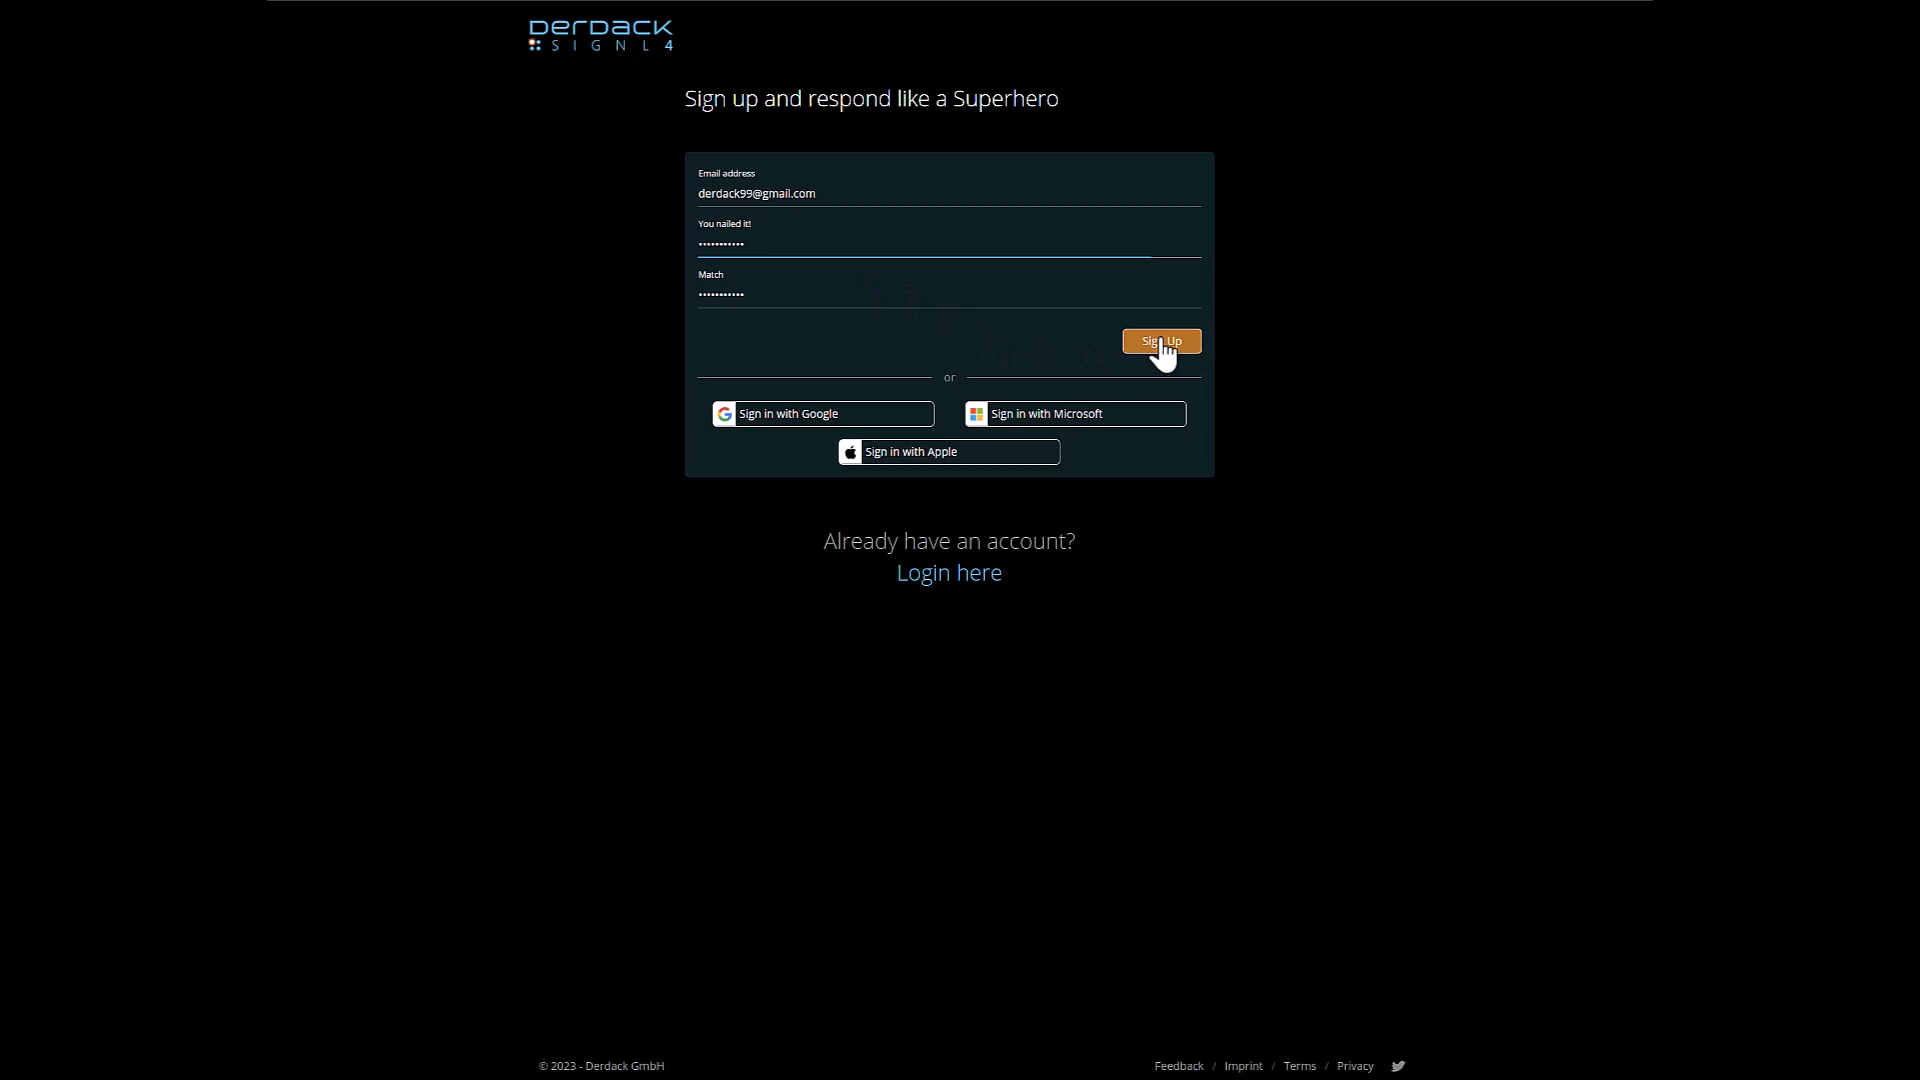 Derdack
SIGNL4
Sign up and respond like a Superhero
Email address
derdack99@gmail.com
You nailed it!
•••••••••••
Match
•••••••••••
Sign Up
or
Sign in with Google
Sign in with Microsoft
Sign in with Apple
Already have an account?
Login here
© 2023 - Derdack GmbH
Feedback / Imprint / Terms / Privacy